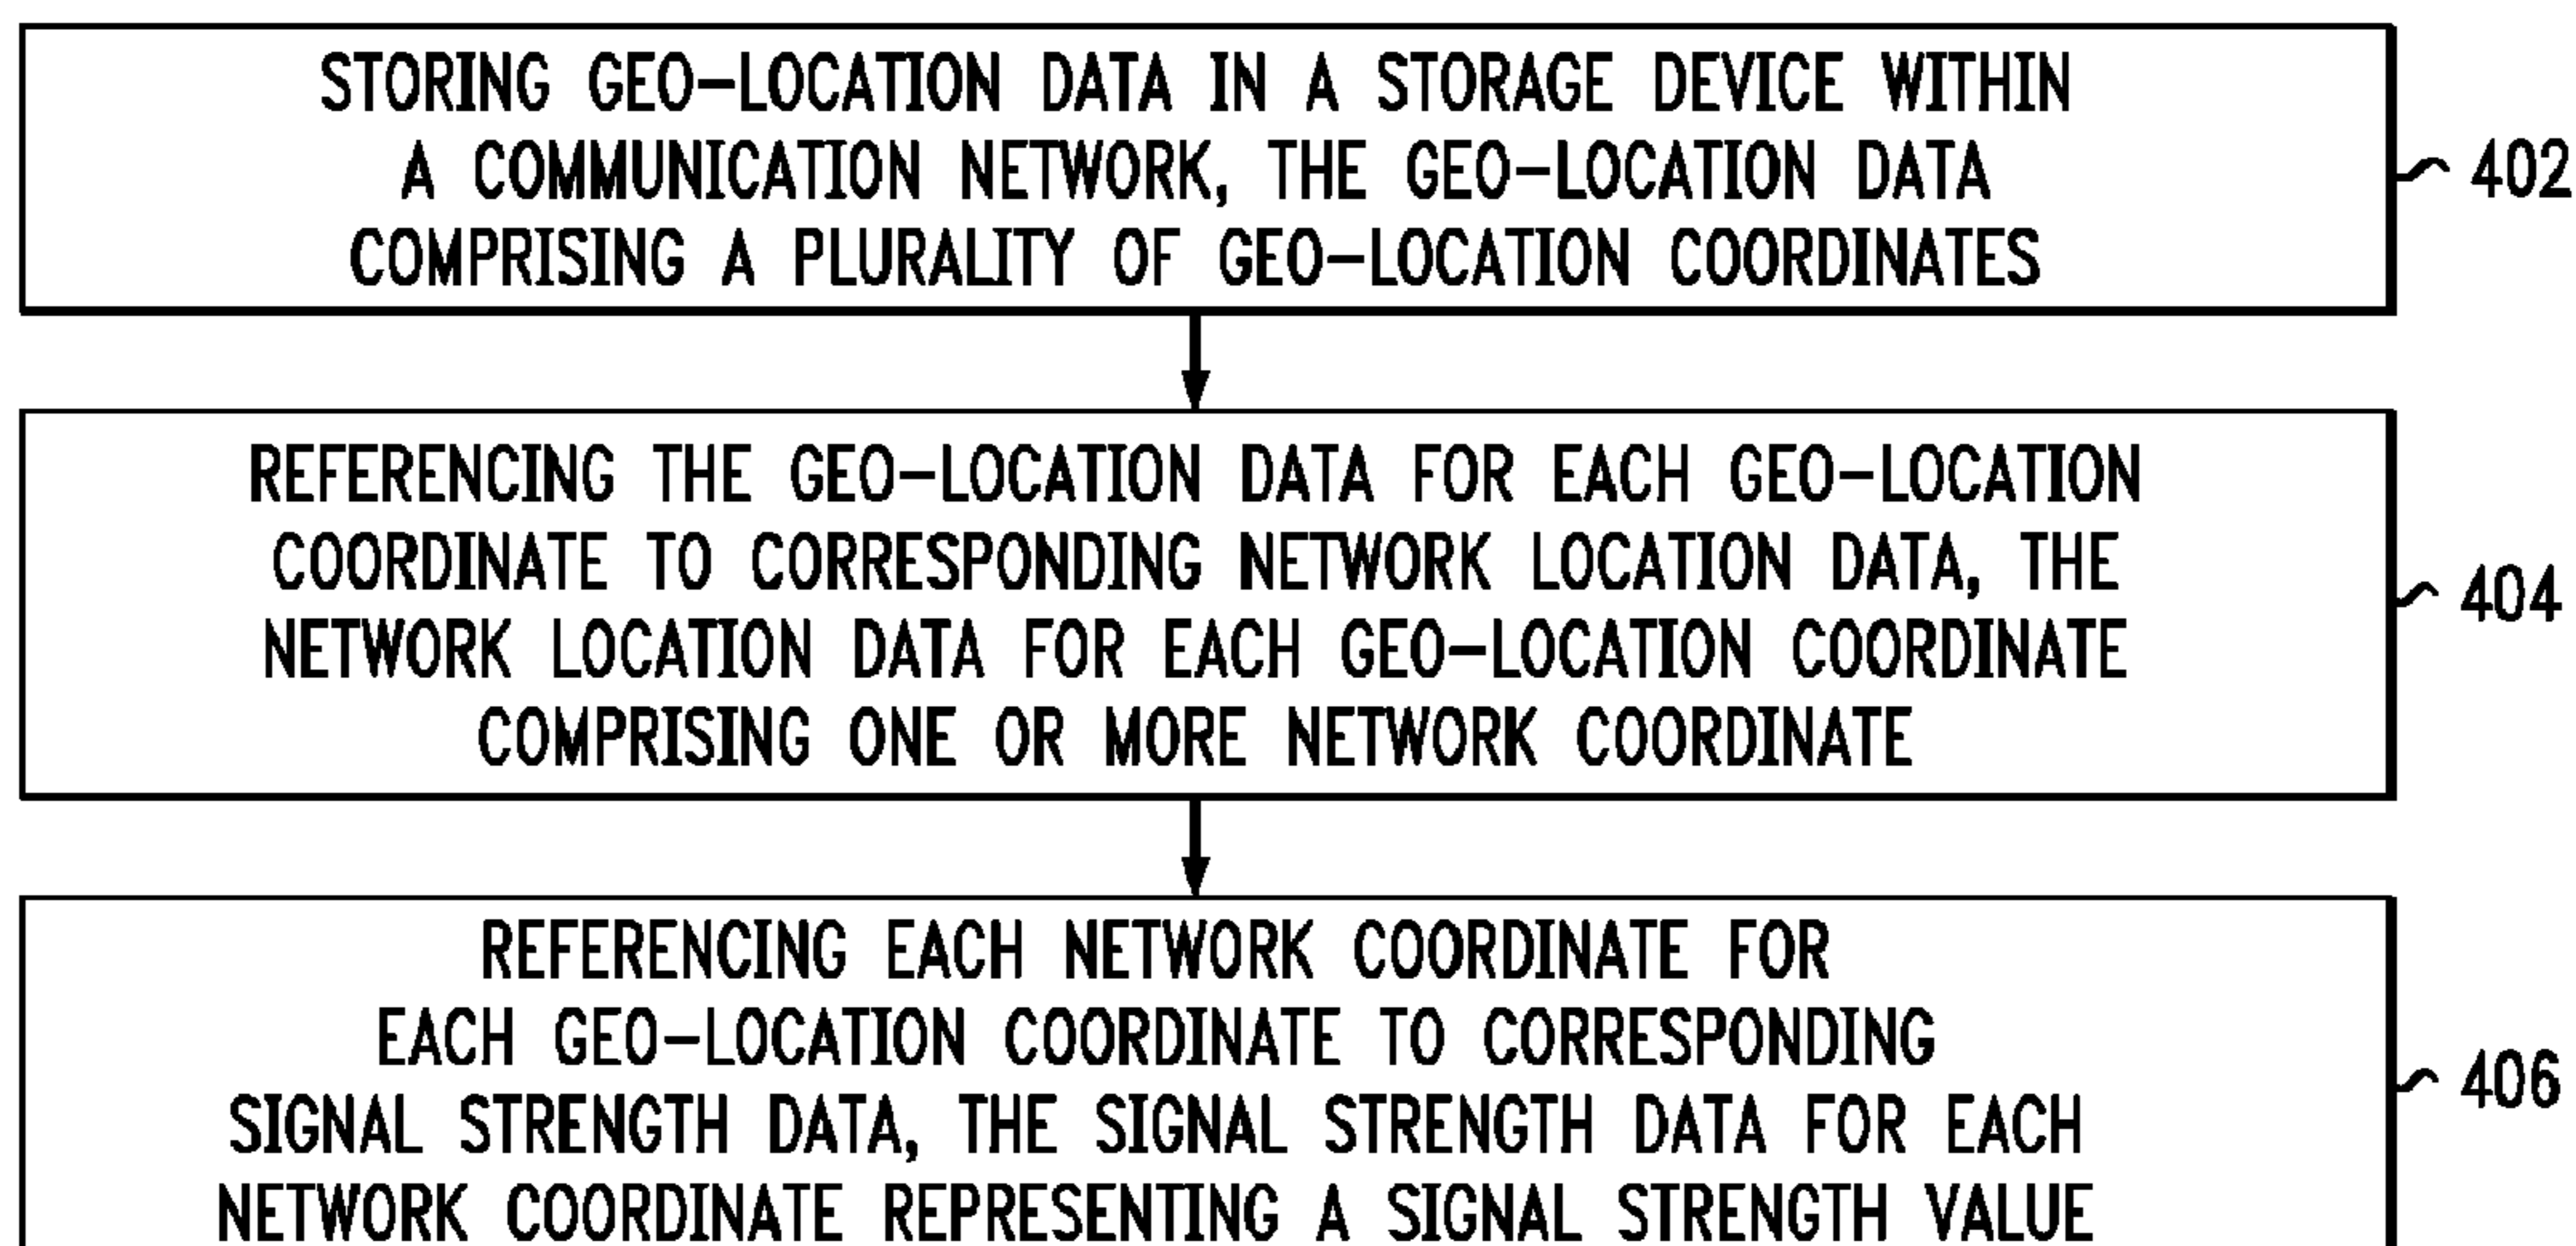 STORING GEO-LOCATION DATA IN A STORAGE DEVICE WITHIN
A COMMUNICATION NETWORK, THE GEO-LOCATION DATA
COMPRISING A PLURALITY OF GEO-LOCATION COORDINATES
402
REFERENCING THE GEO-LOCATION DATA FOR EACH GEO-LOCATION
COORDINATE TO CORRESPONDING NETWORK LOCATION DATA, THE
NETWORK LOCATION DATA FOR EACH GEO-LOCATION COORDINATE
COMPRISING ONE OR MORE NETWORK COORDINATE
404
REFERENCING EACH NETWORK COORDINATE FOR
EACH GEO-LOCATION COORDINATE TO CORRESPONDING
SIGNAL STRENGTH DATA, THE SIGNAL STRENGTH DATA FOR EACH
NETWORK COORDINATE REPRESENTING A SIGNAL STRENGTH VALUE
406